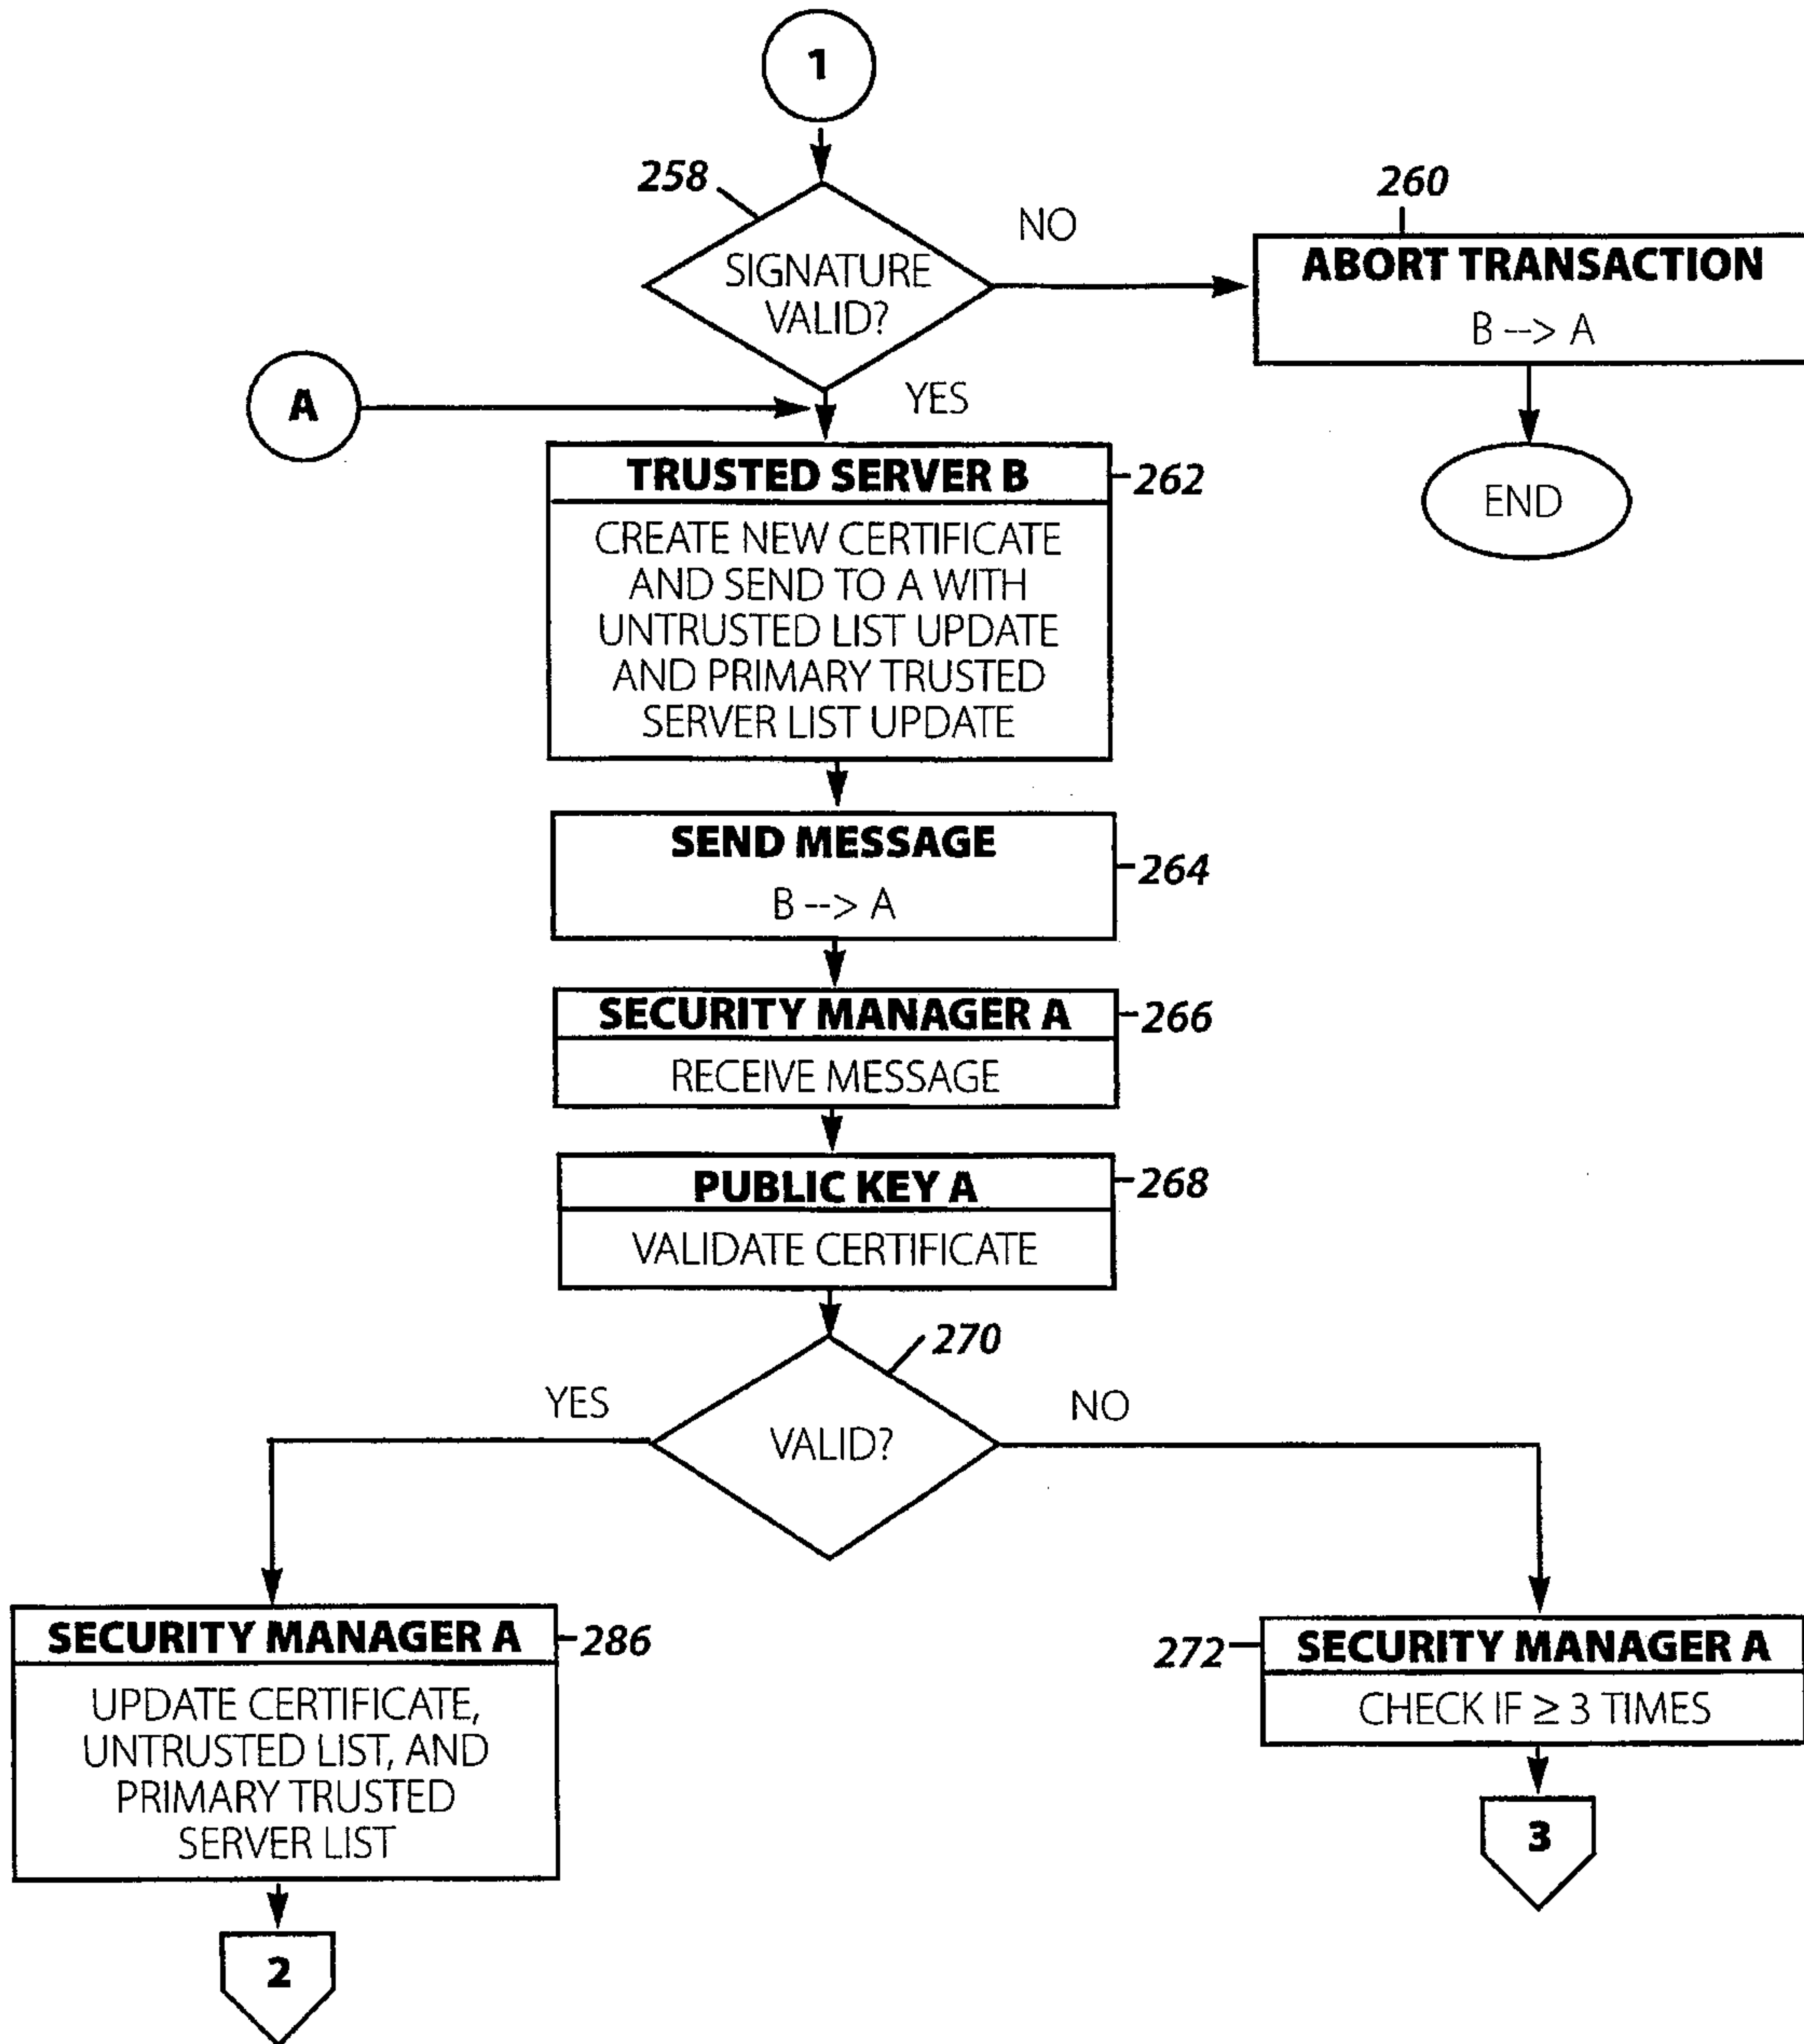 1
258
SIGNATURE
VALID?
NO
260
ABORT TRANSACTION
B --> A
END
YES
A
TRUSTED SERVER B
262
CREATE NEW CERTIFICATE
AND SEND TO A WITH
UNTRUSTED LIST UPDATE
AND PRIMARY TRUSTED
SERVER LIST UPDATE
SEND MESSAGE
264
B --> A
SECURITY MANAGER A
266
RECEIVE MESSAGE
PUBLIC KEY A
268
VALIDATE CERTIFICATE
270
YES
VALID?
NO
SECURITY MANAGER A
286
UPDATE CERTIFICATE,
UNTRUSTED LIST, AND
PRIMARY TRUSTED
SERVER LIST
2
272
SECURITY MANAGER A
CHECK IF ≥ 3 TIMES
3